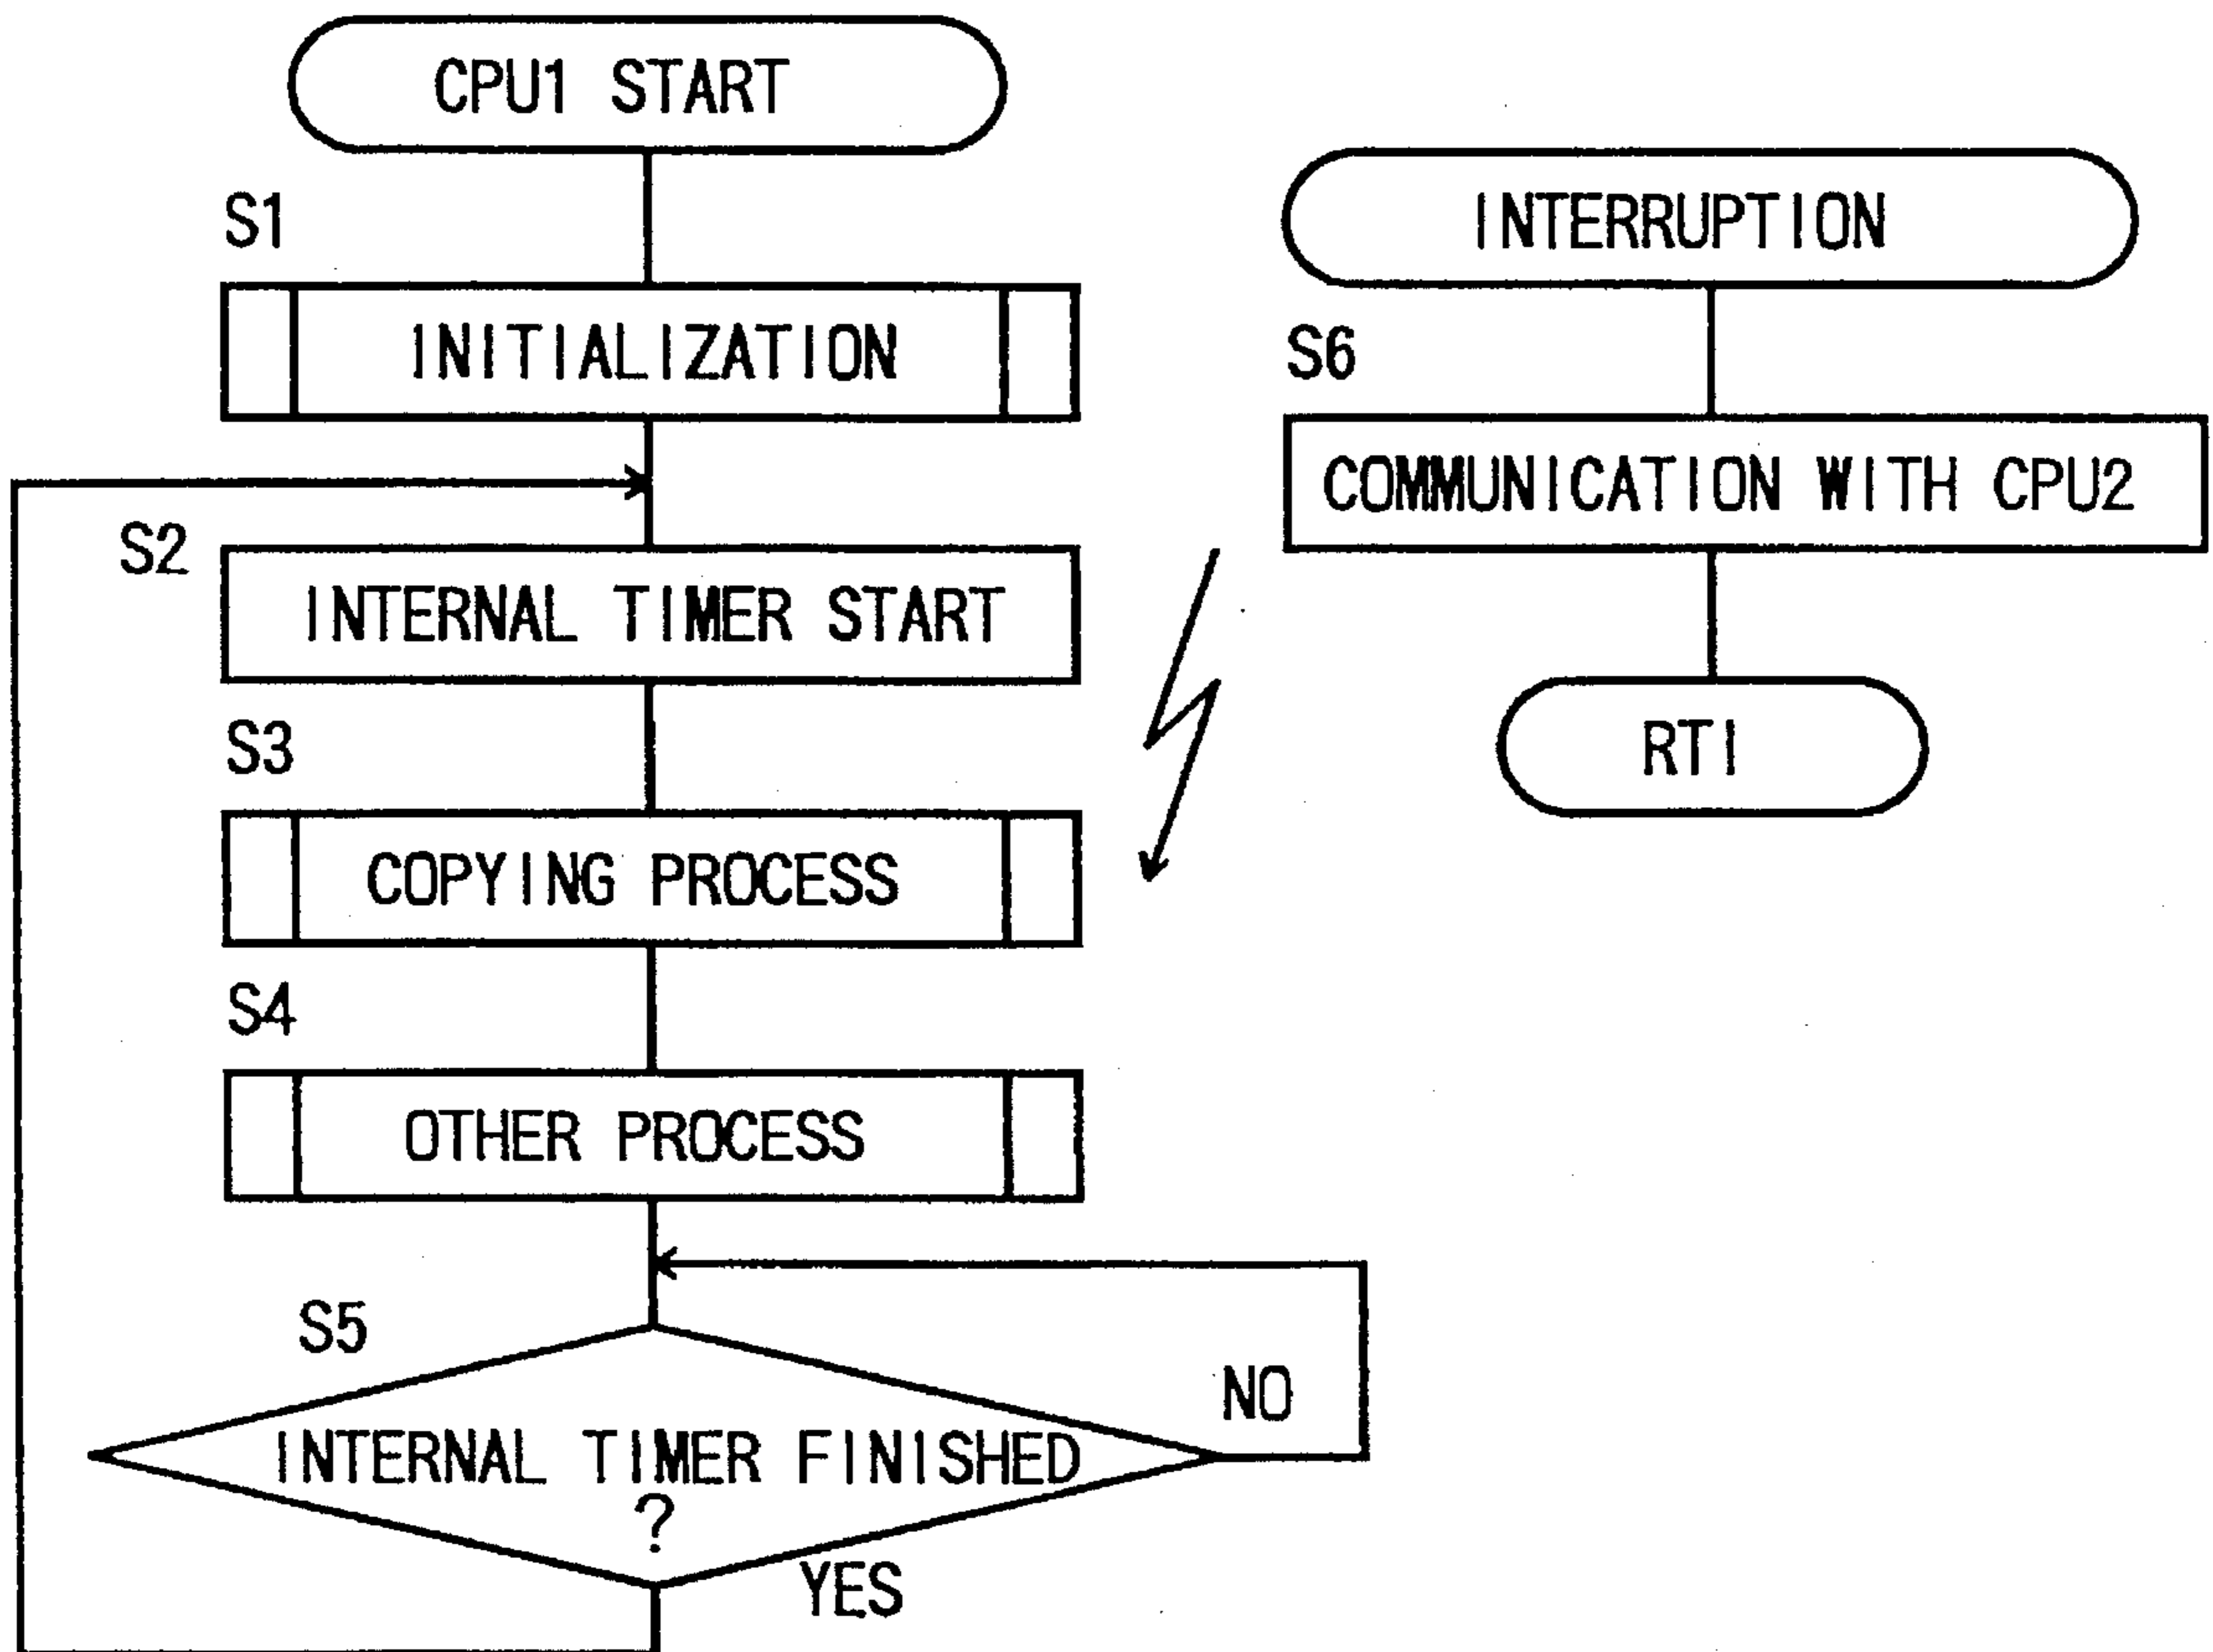 CPU1 START
S1
INITIALIZATION
S2
INTERNAL TIMER START
S3
COPYING PROCESS
S4
OTHER PROCESS
S5
INTERNAL TIMER FINISHED
?
NO
YES
INTERRUPTION
S6
COMMUNICATION WITH CPU2
RTI